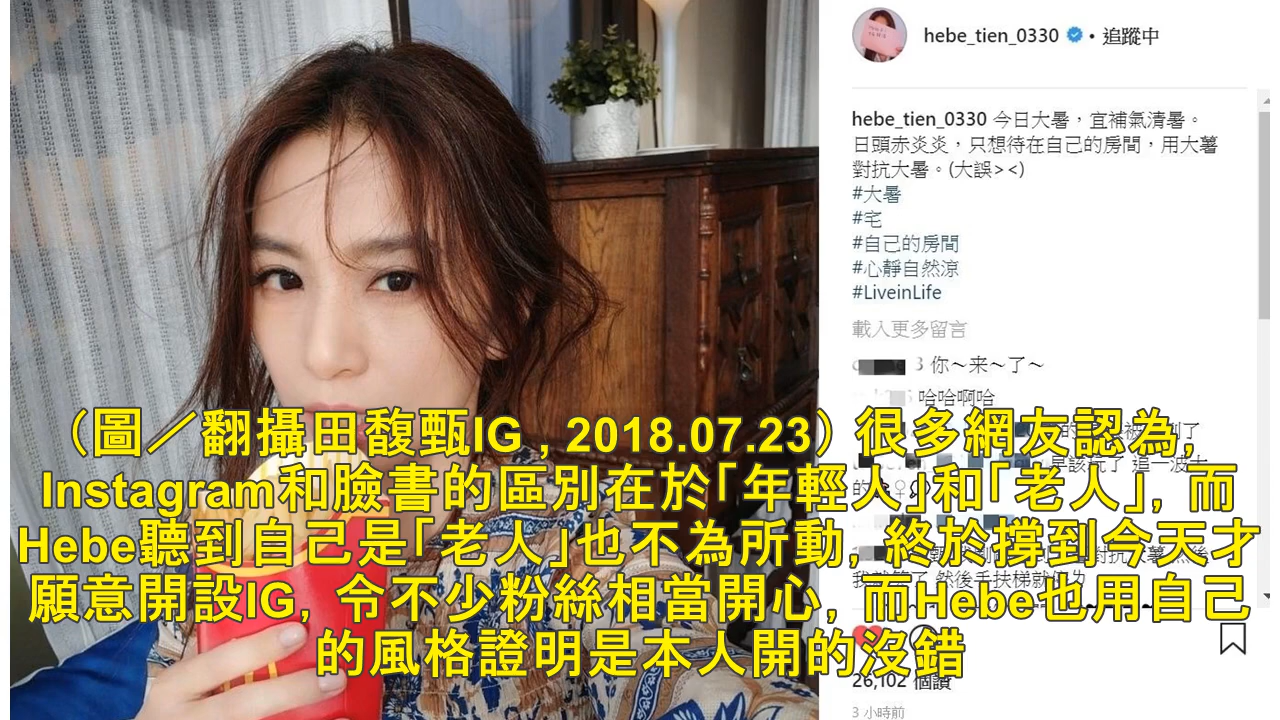 hebe_tien_0330 • 追蹤中
hebe_tien_0330 今日大暑，宜補氣清暑。
日頭赤炎炎，只想待在自己的房間，用大薯
對抗大暑。(大誤><)
#大暑
#宅
#自己的房間
#心靜自然涼
#LiveinLife
載入更多留言
3 你～来～了～
哈哈啊哈
（圖／翻攝田馥甄IG , 2018.07.23）很多網友認為,
Instagram和臉書的區別在於「年輕人」和「老人」, 而
Hebe聽到自己是「老人」也不為所動, 終於撐到今天才
願意開設IG, 令不少粉絲相當開心, 而Hebe也用自己
的風格證明是本人開的沒錯
26,102 個讚
3 小時前